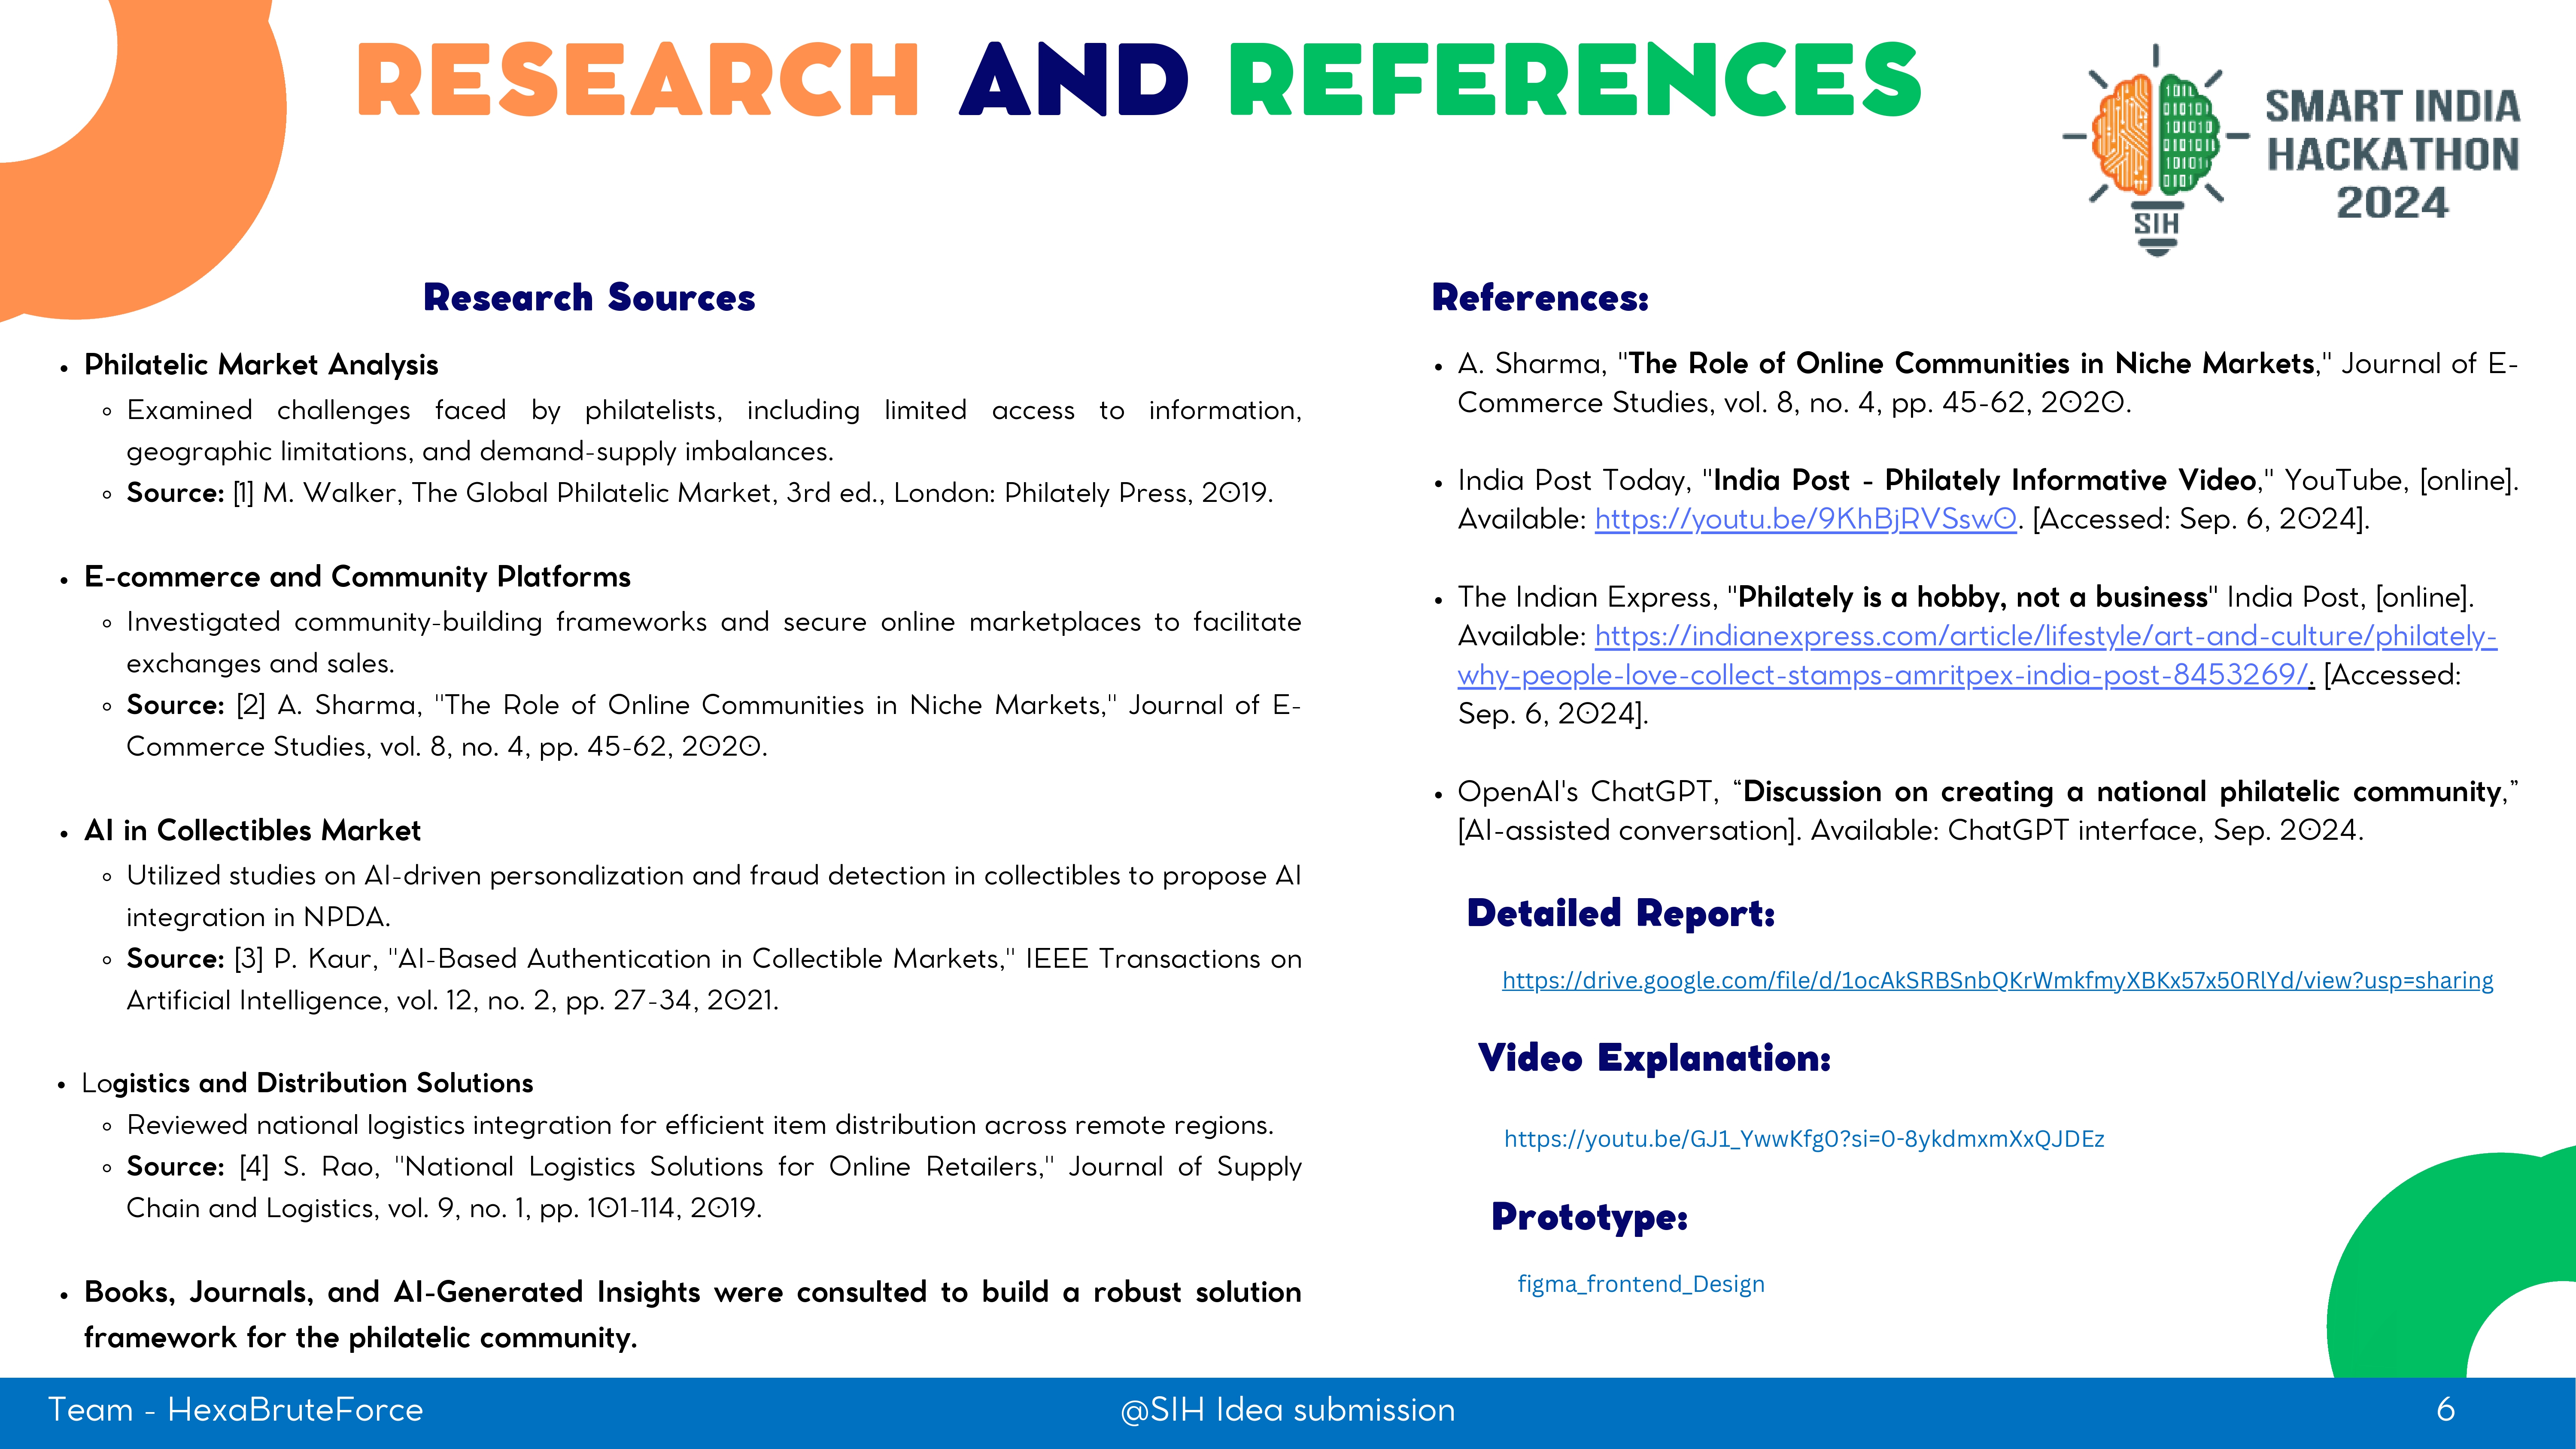 RESEARCH AND REFERENCES
SMART INDIA
HACKATHON
2024
SIH
Research Sources
• Philatelic Market Analysis
Examined challenges faced by philatelists, including limited access to information,
geographic limitations, and demand-supply imbalances.
Source: [1] M. Walker, The Global Philatelic Market, 3rd ed., London: Philately Press, 2019.
• E-commerce and Community Platforms
Investigated community-building frameworks and secure online marketplaces to facilitate
exchanges and sales.
Source: [2] A. Sharma, "The Role of Online Communities in Niche Markets," Journal of E-
Commerce Studies, vol. 8, no. 4, pp. 45-62, 2020.
• AI in Collectibles Market
Utilized studies on AI-driven personalization and fraud detection in collectibles to propose AI
integration in NPDA.
Source: [3] P. Kaur, "AI-Based Authentication in Collectible Markets," IEEE Transactions on
Artificial Intelligence, vol. 12, no. 2, pp. 27-34, 2021.
• Logistics and Distribution Solutions
Reviewed national logistics integration for efficient item distribution across remote regions.
Source: [4] S. Rao, "National Logistics Solutions for Online Retailers," Journal of Supply
Chain and Logistics, vol. 9, no. 1, pp. 101-114, 2019.
• Books, Journals, and AI-Generated Insights were consulted to build a robust solution
framework for the philatelic community.
References:
• A. Sharma, "The Role of Online Communities in Niche Markets," Journal of E-
Commerce Studies, vol. 8, no. 4, pp. 45-62, 2020.
• India Post Today, "India Post - Philately Informative Video," YouTube, [online].
Available: https://youtu.be/9KhBjRVSsw0. [Accessed: Sep. 6, 2024].
• The Indian Express, "Philately is a hobby, not a business" India Post, [online].
Available: https://indianexpress.com/article/lifestyle/art-and-culture/philately-
why-people-love-collect-stamps-amritpex-india-post-8453269/. [Accessed:
Sep. 6, 2024].
• OpenAI's ChatGPT, “Discussion on creating a national philatelic community,”
[AI-assisted conversation]. Available: ChatGPT interface, Sep. 2024.
Detailed Report:
https://drive.google.com/file/d/1ocAkSRBSnbQKrWmkfmyXBKx57x50RlYd/view?usp=sharing
Video Explanation:
https://youtu.be/GJ1_YwwKfg0?si=0-8ykdmxmXxQJDEz
Prototype:
figma_frontend_Design
Team - HexaBruteForce
@SIH Idea submission
6